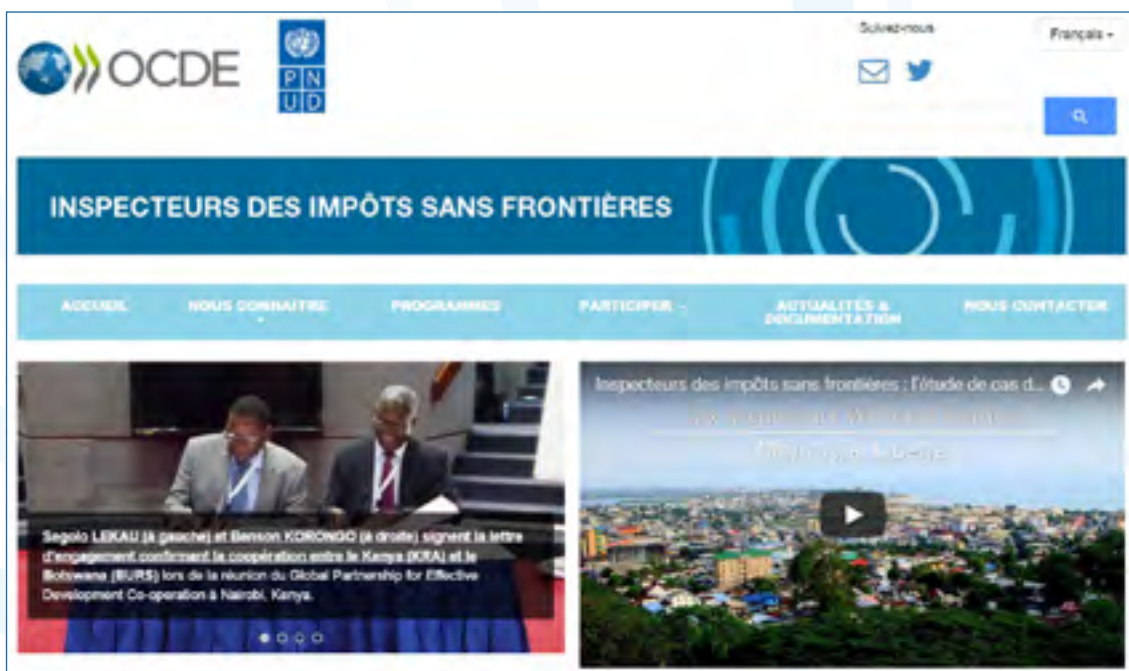 OCDE
PN
UD
Suivez-nous
Français
INSPECTEURS DES IMPÔTS SANS FRONTIÈRES
ACCUEIL
NOUS CONNAITRE
PROGRAMMES
PARTICIPER
ACTUALITÉS &
DOCUMENTATION
NOUS CONTACTER
Segolo LEKAU (à gauche) et Benson KORONGO (à droite) signent la lettre
d'engagement confirmant la coopération entre le Kenya (KRA) et le
Botswana (BURS) lors de la réunion du Global Partnership for Effective
Development Co-operation à Nairobi, Kenya.
Inspecteurs des impôts sans frontières : l'étude de cas d...